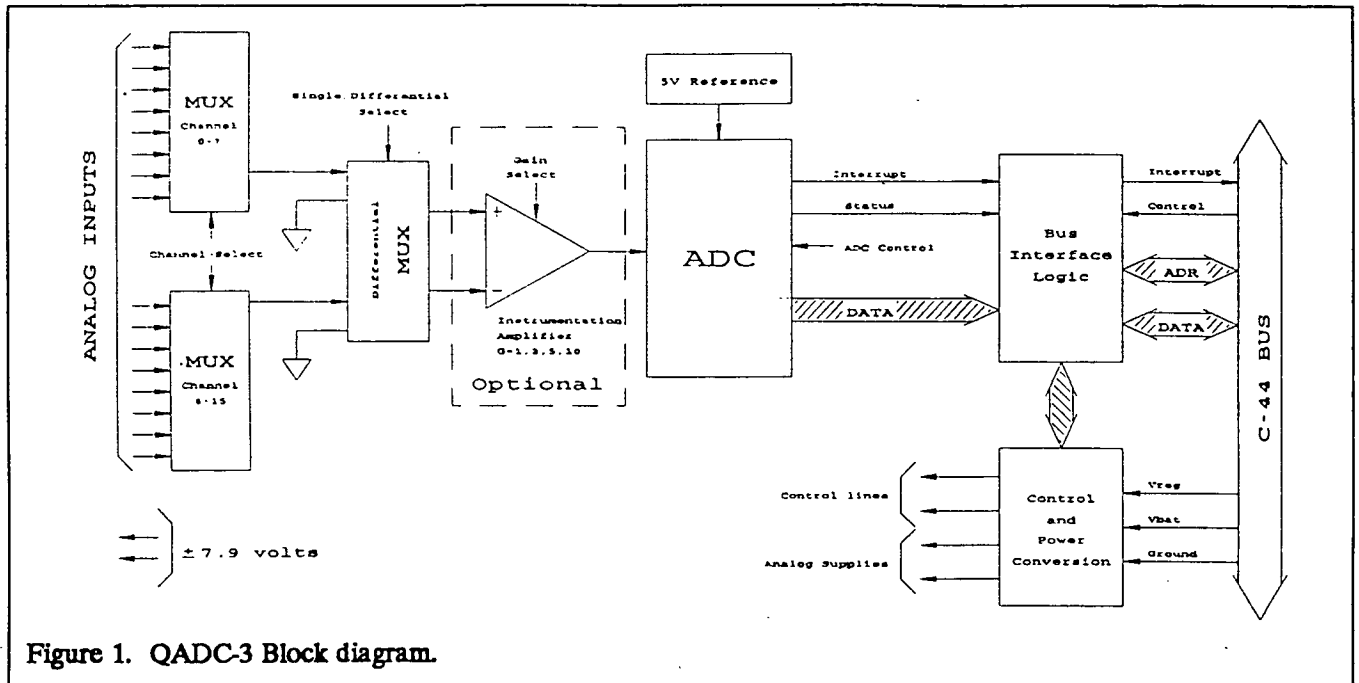 ANALOG INPUTS
MUX
Channel
0-7
Channel Select
MUX
Channel
8-15
± 7.9 volts
Single/Differential
Select
Differential
MUX
Gain
Select
+
−
Instrumentation
Amplifier
G=1,2,5,10
Optional
5V Reference
ADC
Interrupt
Status
ADC Control
DATA
Bus
Interface
Logic
Interrupt
Control
ADR
DATA
C-44 BUS
Control lines
Analog Supplies
Control
and
Power
Conversion
Vreg
Vbat
Ground
Figure 1. QADC-3 Block diagram.